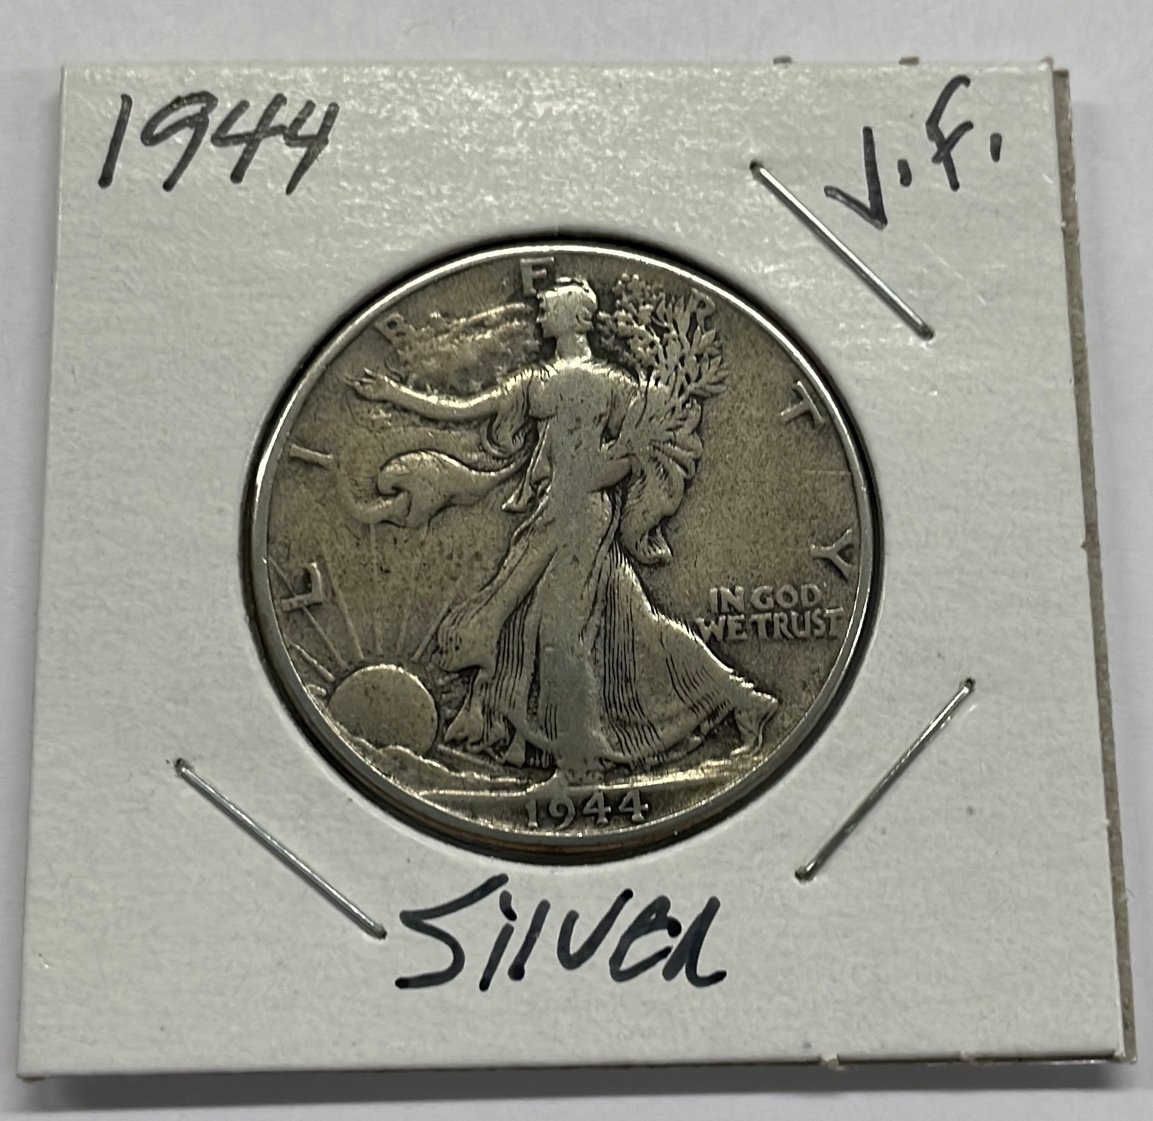 1944
V.F.
LIBERTY
IN GOD
WE TRUST
1944
Silver